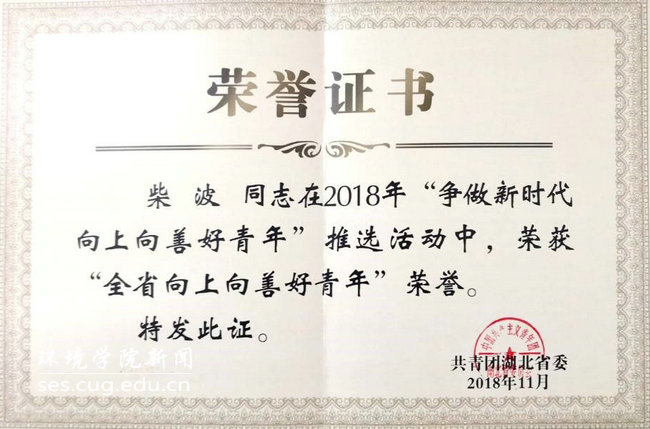 荣誉证书
柴 波 同志在2018年“争做新时代
向上向善好青年”推选活动中，荣获
“全省向上向善好青年”荣誉。
特发此证。
共青团湖北省委
2018年11月
环境学院新闻
ses.cug.edu.cn